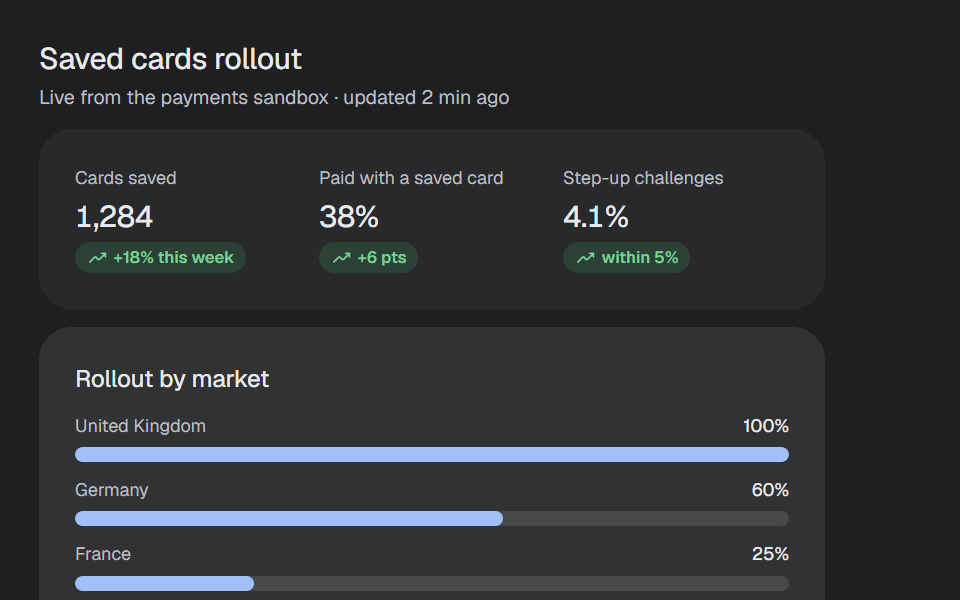 Saved cards rollout
Live from the payments sandbox · updated 2 min ago
Cards saved
1,284
+18% this week
Paid with a saved card
38%
+6 pts
Step-up challenges
4.1%
within 5%
Rollout by market
United Kingdom 100%
Germany 60%
France 25%